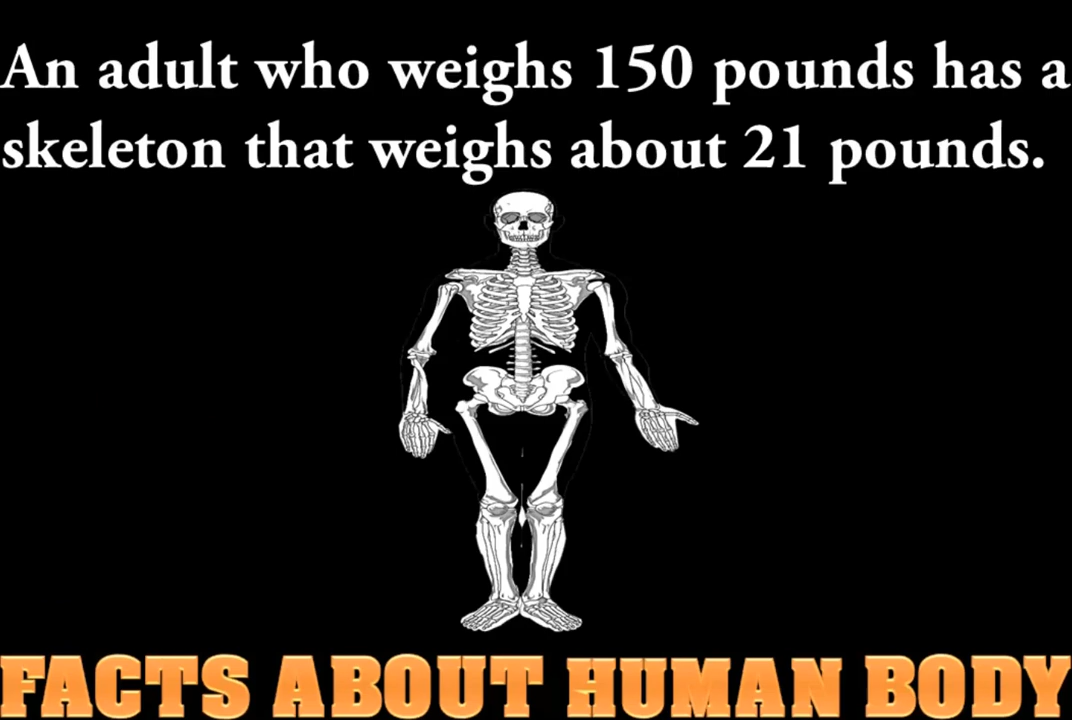 An adult who weighs 150 pounds has a
skeleton that weighs about 21 pounds.
FACTS ABOUT HUMAN BODY